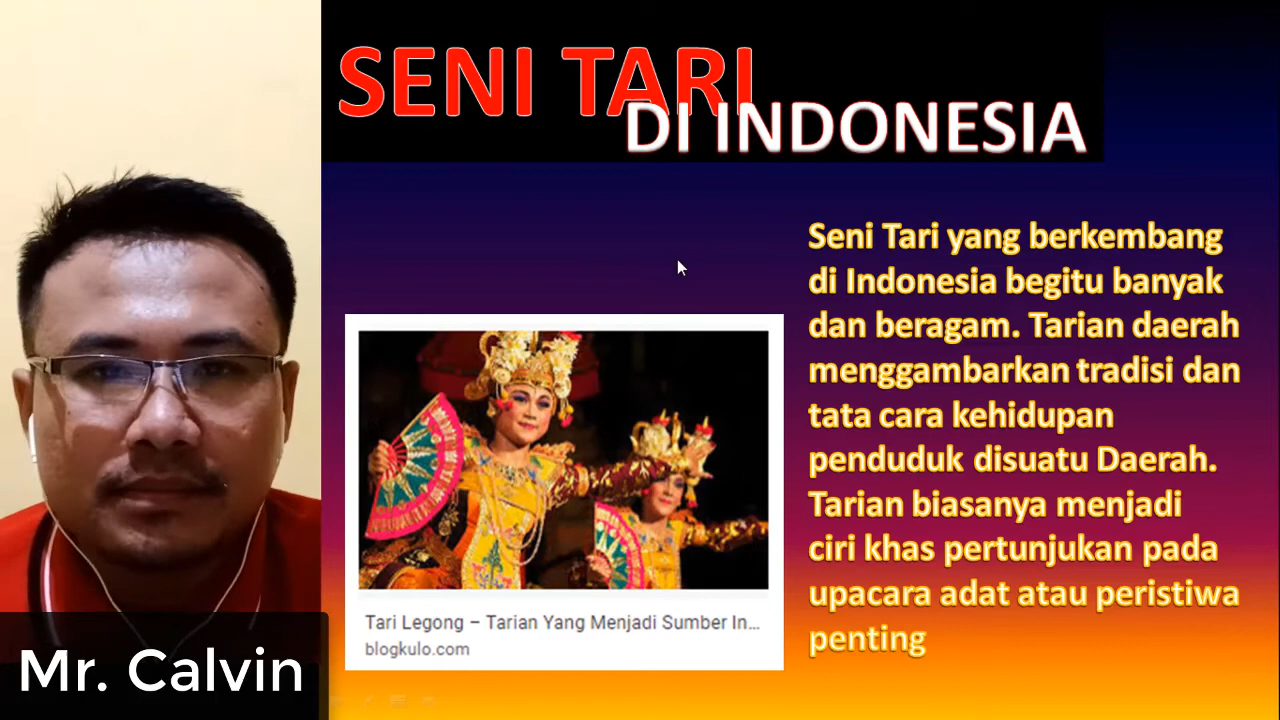 SENI TARI
DI INDONESIA
Seni Tari yang berkembang
di Indonesia begitu banyak
dan beragam. Tarian daerah
menggambarkan tradisi dan
tata cara kehidupan
penduduk disuatu Daerah.
Tarian biasanya menjadi
ciri khas pertunjukan pada
upacara adat atau peristiwa
penting
Tari Legong – Tarian Yang Menjadi Sumber In...
blogkulo.com
Mr. Calvin